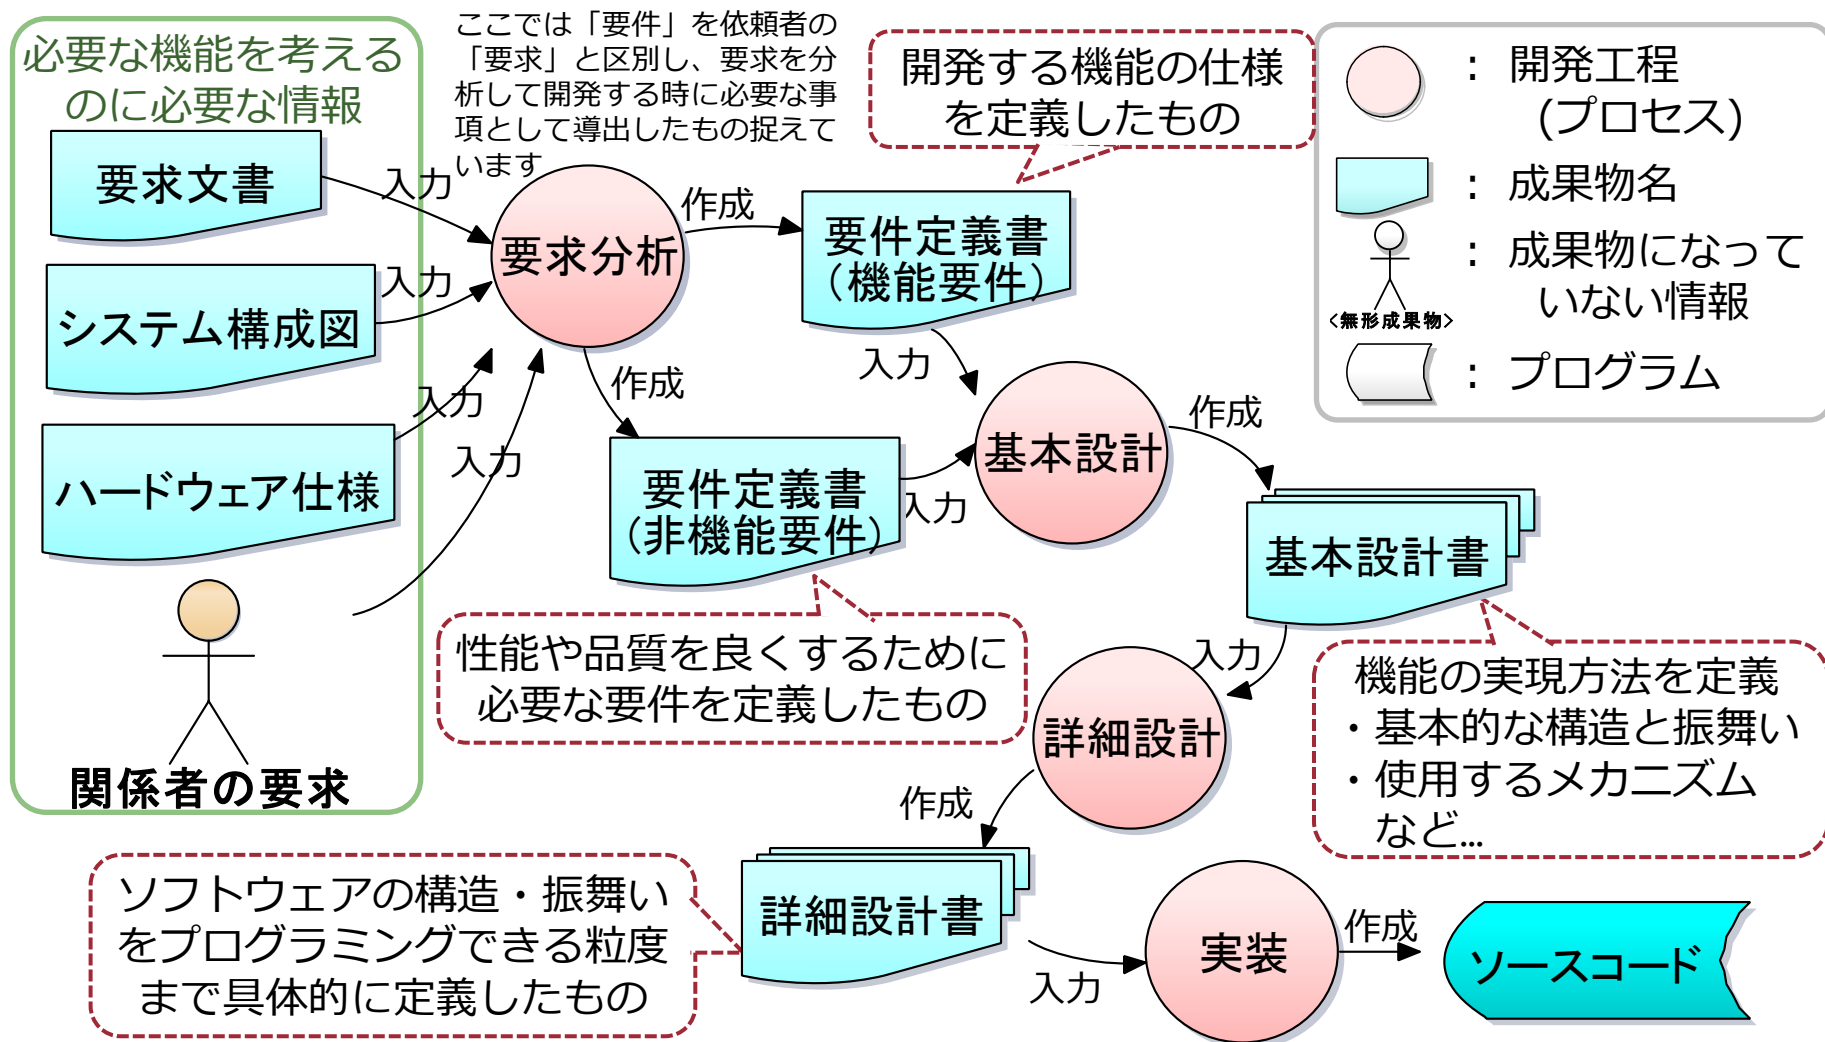 必要な機能を考える
のに必要な情報
要求文書
システム構成図
ハードウェア仕様
関係者の要求
ここでは「要件」を依頼者の
「要求」と区別し、要求を分
析して開発する時に必要な事
項として導出したもの捉えて
います
入力
入力
入力
入力
要求分析
作成
作成
開発する機能の仕様
を定義したもの
要件定義書
（機能要件）
入力
要件定義書
（非機能要件）
入力
性能や品質を良くするために
必要な要件を定義したもの
基本設計
作成
基本設計書
機能の実現方法を定義
・基本的な構造と振舞い
・使用するメカニズム
など…
入力
詳細設計
作成
詳細設計書
ソフトウェアの構造・振舞い
をプログラミングできる粒度
まで具体的に定義したもの
入力
実装
作成
ソースコード
： 開発工程
(プロセス)
： 成果物名
： 成果物になって
いない情報
<無形成果物>
： プログラム